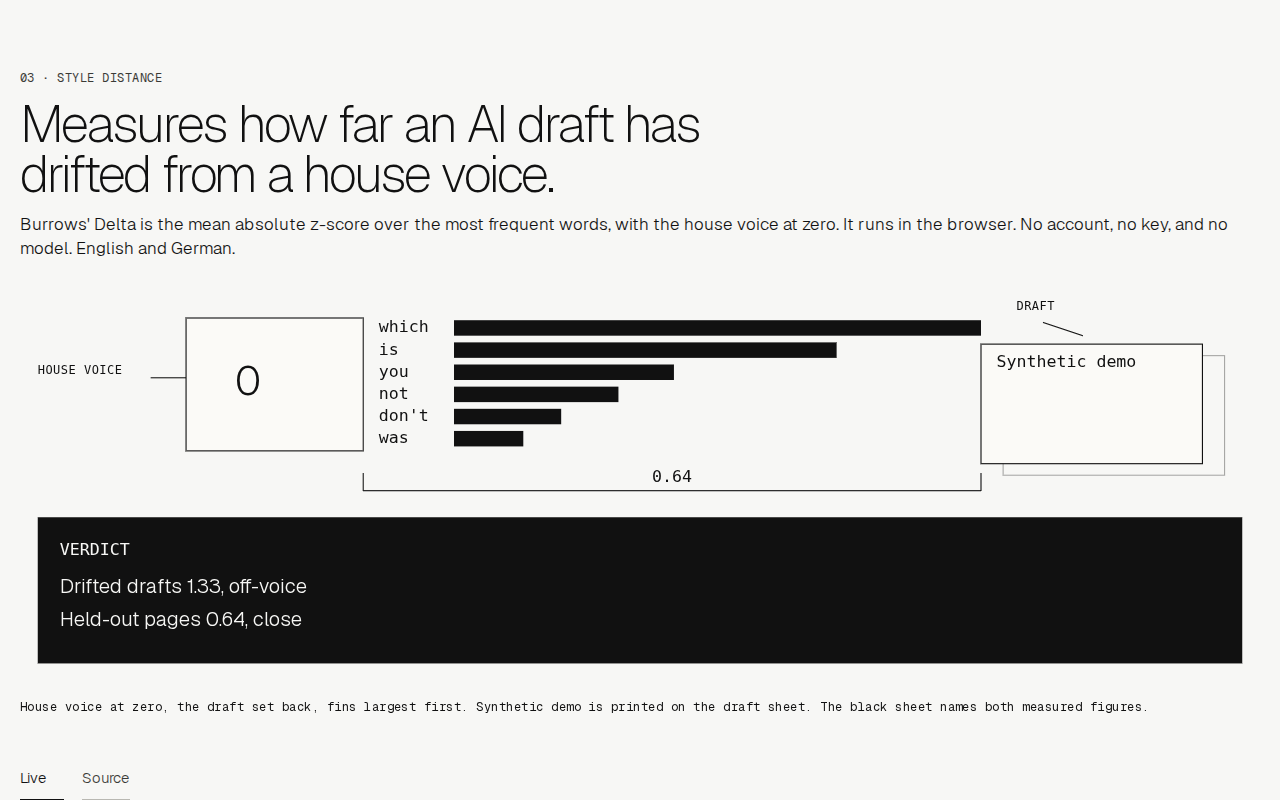 03 · STYLE DISTANCE
Measures how far an AI draft has
drifted from a house voice.
Burrows' Delta is the mean absolute z-score over the most frequent words, with the house voice at zero. It runs in the browser. No account, no key, and no
model. English and German.
DRAFT
HOUSE VOICE
0
which
is
you
not
don't
was
Synthetic demo
0.64
VERDICT
Drifted drafts 1.33, off-voice
Held-out pages 0.64, close
House voice at zero, the draft set back, fins largest first. Synthetic demo is printed on the draft sheet. The black sheet names both measured figures.
Live
Source